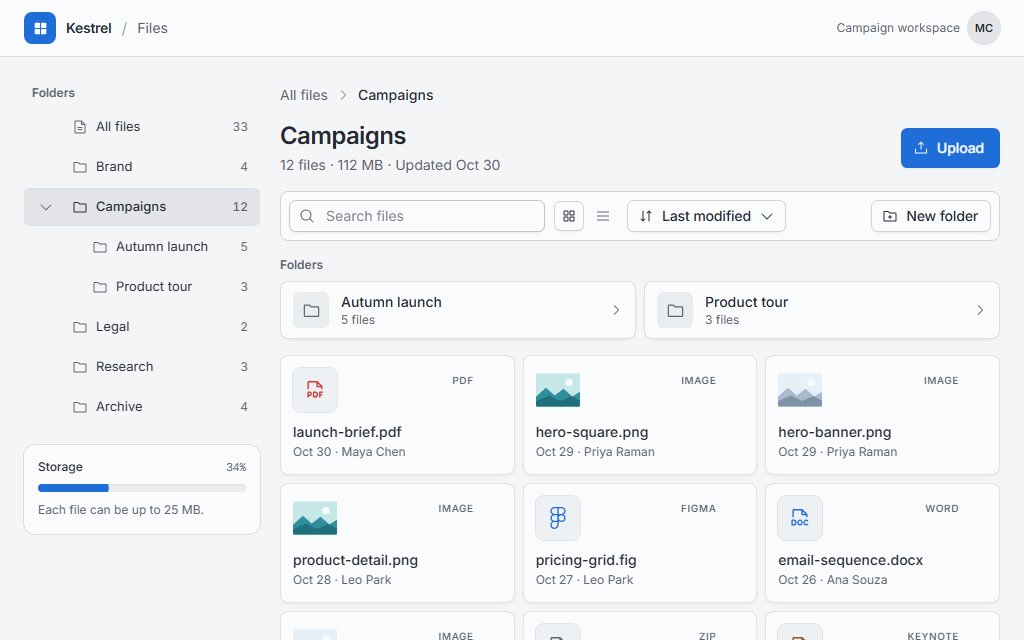 Kestrel / Files
Campaign workspace MC
Folders
All files 33
Brand 4
Campaigns 12
Autumn launch 5
Product tour 3
Legal 2
Research 3
Archive 4
Storage 34%
Each file can be up to 25 MB.
All files Campaigns
Campaigns
12 files · 112 MB · Updated Oct 30
Upload
Search files
Last modified
New folder
Folders
Autumn launch
5 files
Product tour
3 files
PDF
PDF
launch-brief.pdf
Oct 30 · Maya Chen
IMAGE
hero-square.png
Oct 29 · Priya Raman
IMAGE
hero-banner.png
Oct 29 · Priya Raman
IMAGE
product-detail.png
Oct 28 · Leo Park
FIGMA
pricing-grid.fig
Oct 27 · Leo Park
DOC
WORD
email-sequence.docx
Oct 26 · Ana Souza
IMAGE
ZIP
KEYNOTE